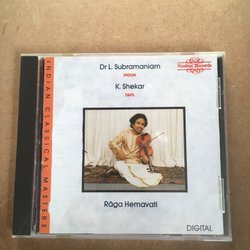 Dr L. Subramaniam
VIOLIN
K. Shekar
TAVIL
Nimbus Records
INDIAN CLASSICAL MASTERS
Rāga Hemavati
DIGITAL